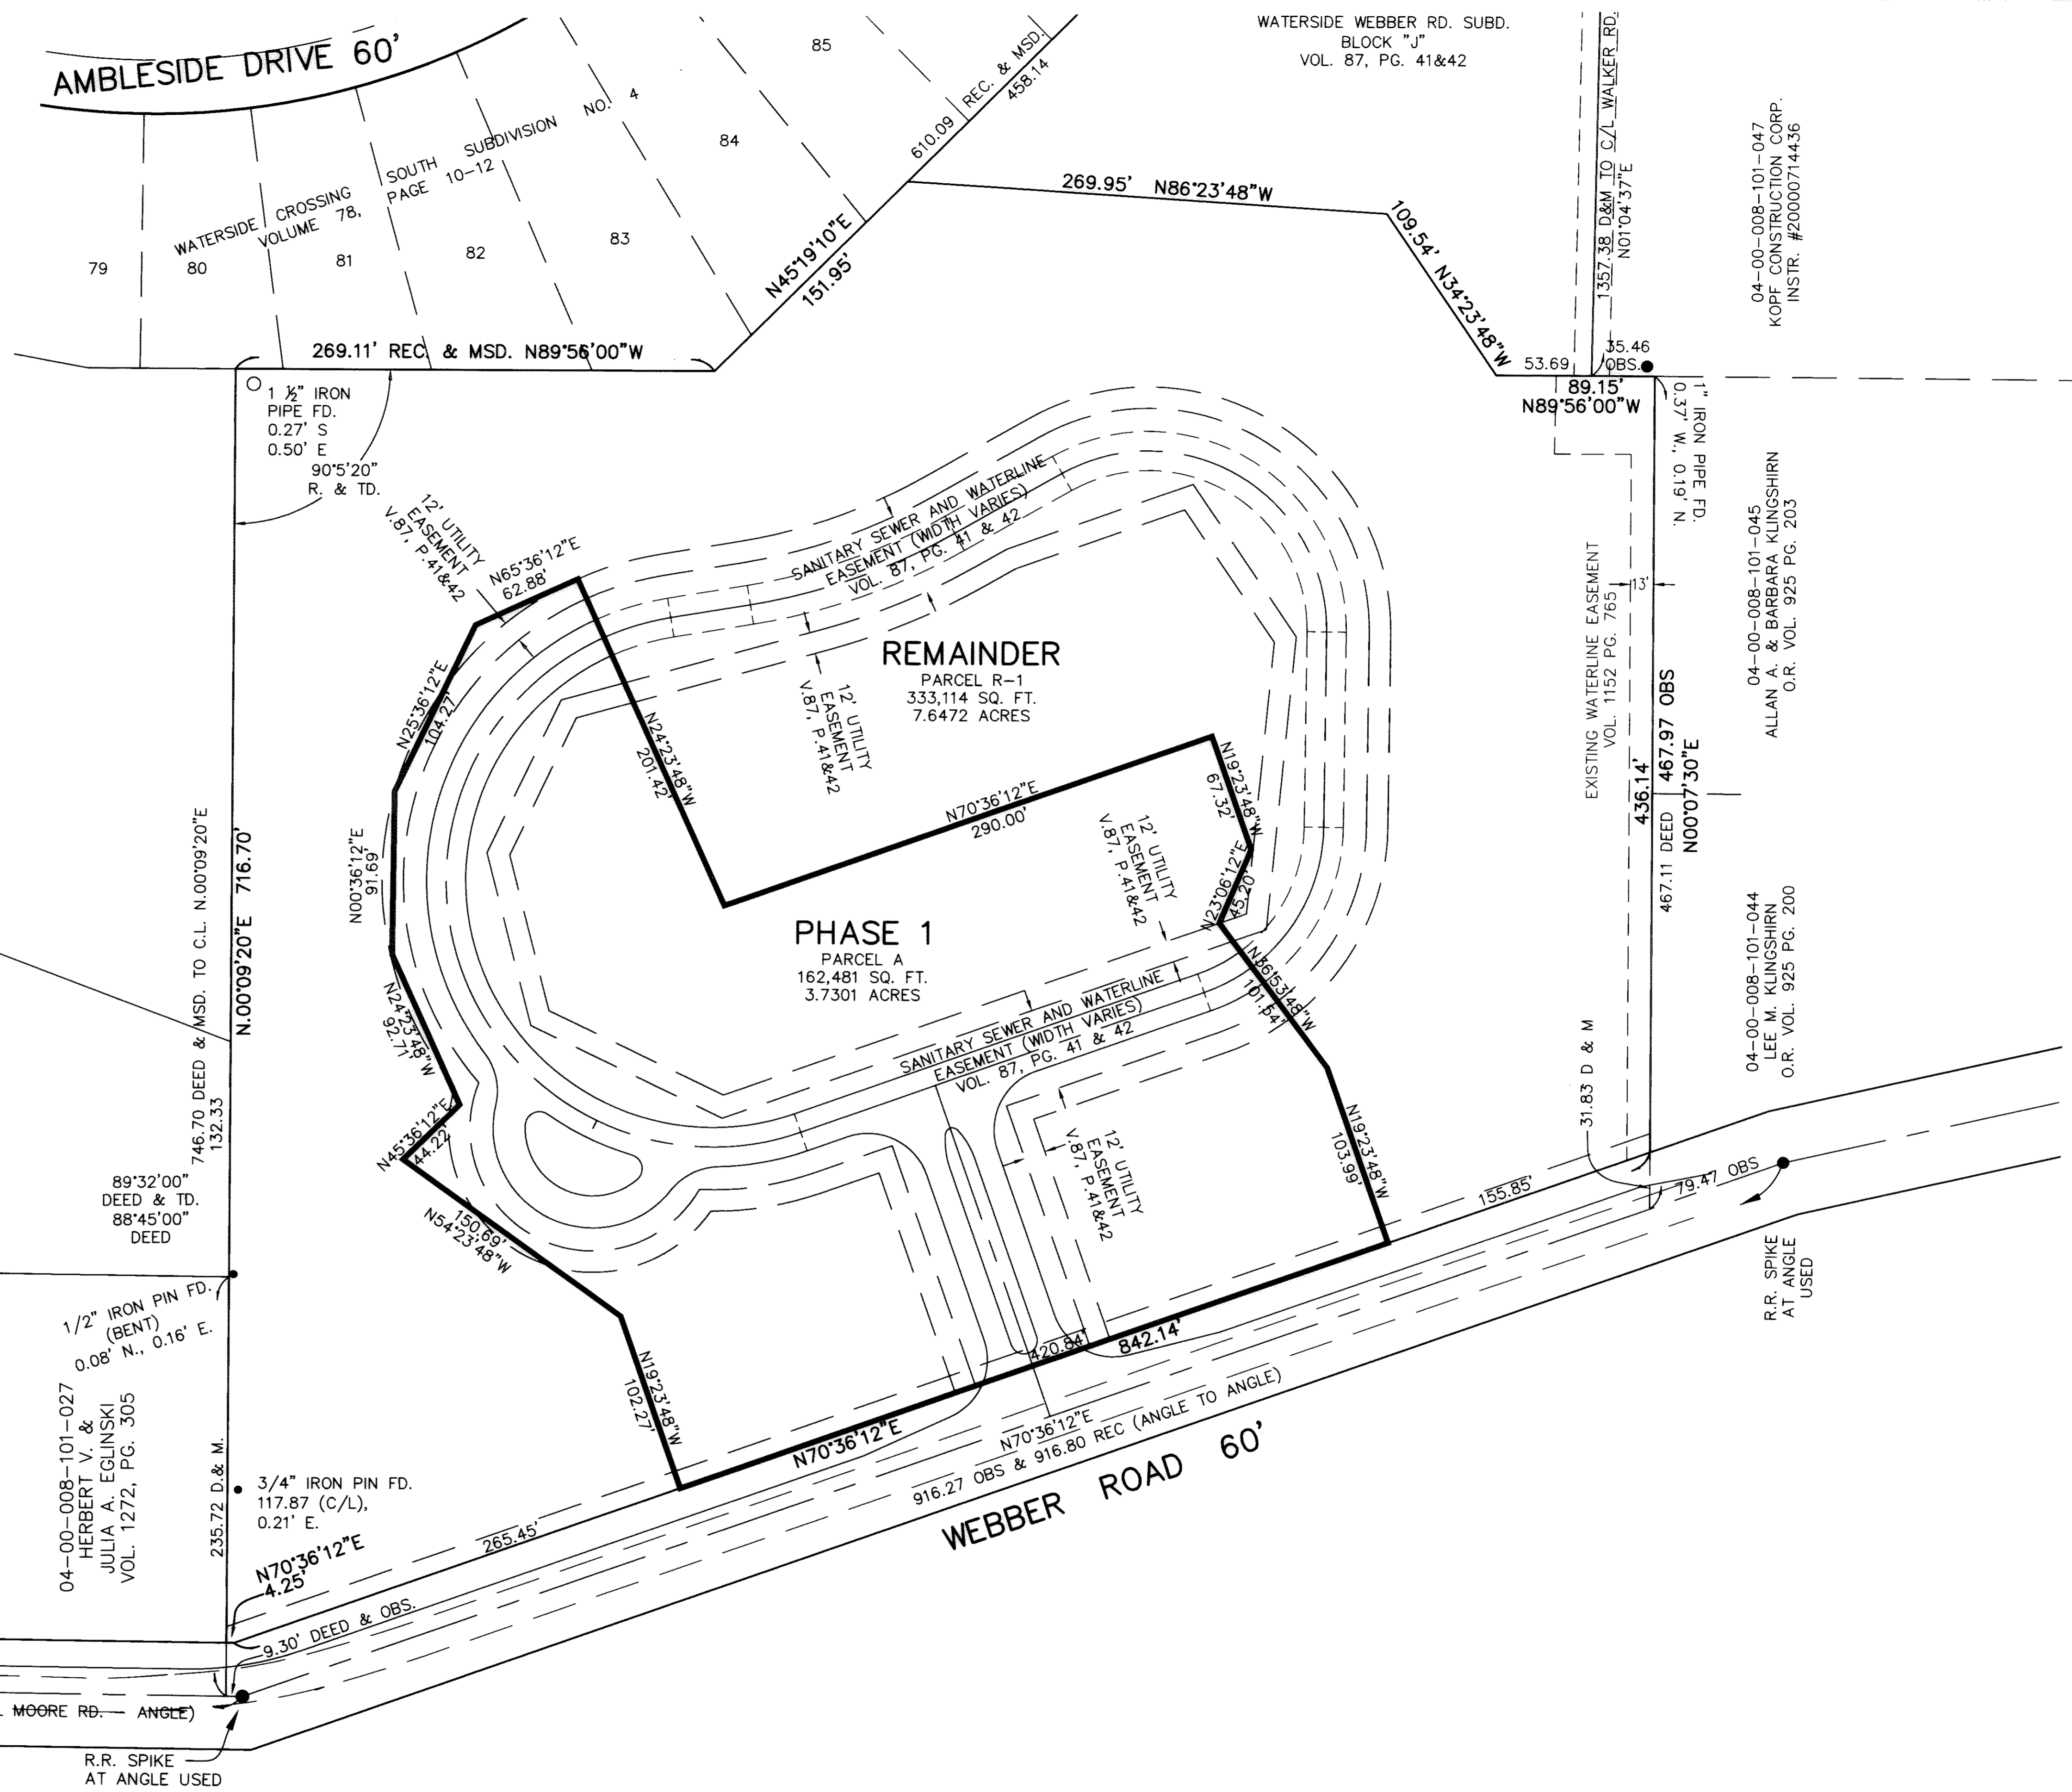 AMBLESIDE DRIVE 60'
WATERSIDE CROSSING SOUTH SUBDIVISION NO. 4
VOLUME 78, PAGE 10-12
79
80
81
82
83
84
85
610.09 REC. & MSD.
458.14
WATERSIDE WEBBER RD. SUBD.
BLOCK "J"
VOL. 87, PG. 41&42
1357.38 D&M TO C/L WALKER RD.
N01°04'37"E
04-00-008-101-047
KOPF CONSTRUCTION CORP.
INSTR. #20000714436
269.95' N86°23'48"W
109.54' N34°23'48"W
N45°19'10"E
151.95'
269.11' REC. & MSD. N89°56'00"W
53.69
35.46
OBS.
89.15'
N89°56'00"W
1" IRON PIPE FD.
0.37' W., 0.19' N.
1 ½" IRON
PIPE FD.
0.27' S
0.50' E
90°5'20"
R. & TD.
12' UTILITY
EASEMENT
V.87, P.41&42
N65°36'12"E
62.88'
SANITARY SEWER AND WATERLINE
EASEMENT (WIDTH VARIES)
VOL. 87, PG. 41 & 42
04-00-008-101-045
ALLAN A. & BARBARA KLINGSHIRN
O.R. VOL. 925 PG. 203
EXISTING WATERLINE EASEMENT
VOL. 1152 PG. 765
13'
REMAINDER
PARCEL R-1
333,114 SQ. FT.
7.6472 ACRES
12' UTILITY
EASEMENT
V.87, P.41&42
N25°36'12"E
104.27'
N24°23'48"W
201.42'
N70°36'12"E
290.00'
N19°23'48"W
67.32'
N23°06'12"E
45.20'
12' UTILITY
EASEMENT
V.87, P.41&42
436.14'
467.11 DEED 467.97 OBS
N00°07'30"E
746.70 DEED & MSD. TO C.L. N.00°09'20"E
132.33
N.00°09'20"E 716.70'
N00°36'12"E
91.69'
PHASE 1
PARCEL A
162,481 SQ. FT.
3.7301 ACRES
N36°53'48"W
101.54'
SANITARY SEWER AND WATERLINE
EASEMENT (WIDTH VARIES)
VOL. 87, PG. 41 & 42
N24°23'48"W
92.71'
N45°36'12"E
44.22'
04-00-008-101-044
LEE M. KLINGSHIRN
O.R. VOL. 925 PG. 200
31.83 D & M
12' UTILITY
EASEMENT
V.87, P.41&42
N19°23'48"W
103.99'
155.85'
79.47 OBS
R.R. SPIKE
AT ANGLE
USED
89°32'00"
DEED & TD.
88°45'00"
DEED
150.69'
N54°23'48"W
1/2" IRON PIN FD.
(BENT)
0.08' N., 0.16' E.
N19°23'48"W
102.27'
420.84'
842.14'
N70°36'12"E
N70°36'12"E
916.27 OBS & 916.80 REC (ANGLE TO ANGLE)
WEBBER ROAD 60'
04-00-008-101-027
HERBERT V. &
JULIA A. EGLINSKI
VOL. 1272, PG. 305
235.72 D.& M.
3/4" IRON PIN FD.
117.87 (C/L),
0.21' E.
265.45'
N70°36'12"E
4.25'
9.30' DEED & OBS.
MOORE RD. — ANGLE)
R.R. SPIKE
AT ANGLE USED